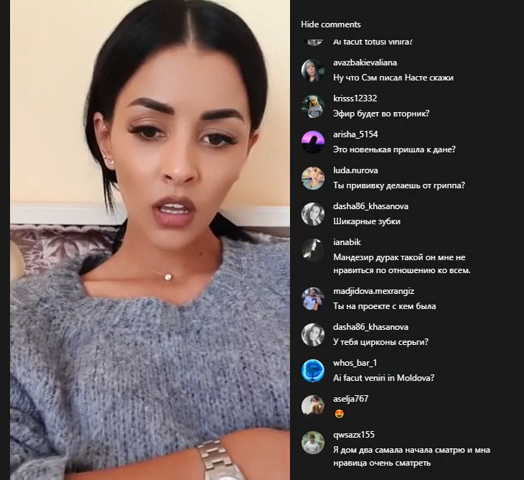 Hide comments
Ai facut totusi vinira?
avazbakievaliana
Ну что Сэм писал Насте скажи
krisss12332
Эфир будет во вторник?
arisha_5154
Это новенькая пришла к дане?
luda.nurova
Ты прививку делаешь от гриппа?
dasha86_khasanova
Шикарные зубки
ianabik
Мандезир дурак такой он мне не
нравиться по отношению ко всем.
madjidova.mexrangiz
Ты на проекте с кем была
dasha86_khasanova
У тебя цирконы серьги?
whos_bar_1
Ai facut veniri in Moldova?
aselja767
😍
qwsazx155
Я дом два самала начала сматрю и мна
нравица очень сматреть